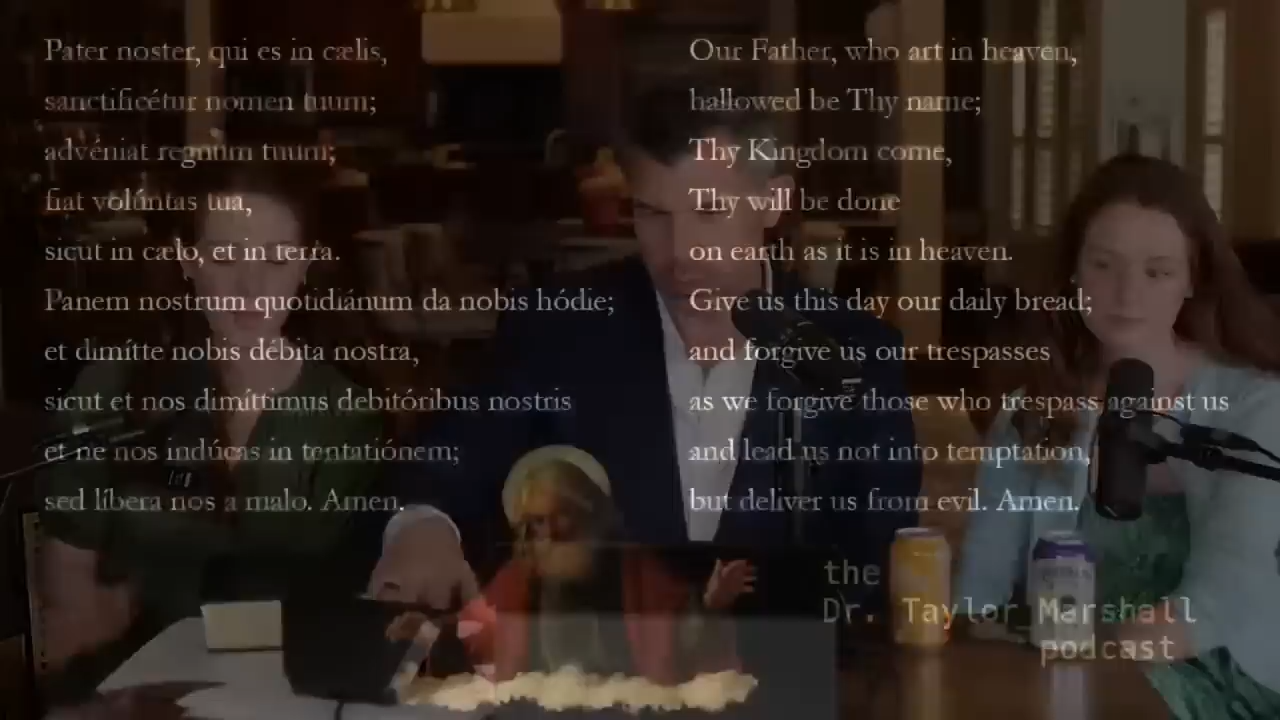 Pater noster, qui es in cælis,
sanctificétur nomen tuum;
advéniat regnum tuum;
fiat volúntas tua,
sicut in cælo, et in terra.
Panem nostrum quotidiánum da nobis hódie;
et dimítte nobis débita nostra,
sicut et nos dimíttimus debitóribus nostris
et ne nos indúcas in tentatiónem;
sed líbera nos a malo. Amen.
Our Father, who art in heaven,
hallowed be Thy name;
Thy Kingdom come,
Thy will be done
on earth as it is in heaven.
Give us this day our daily bread;
and forgive us our trespasses
as we forgive those who trespass against us
and lead us not into temptation,
but deliver us from evil. Amen.
the
Dr. Taylor Marshall
podcast